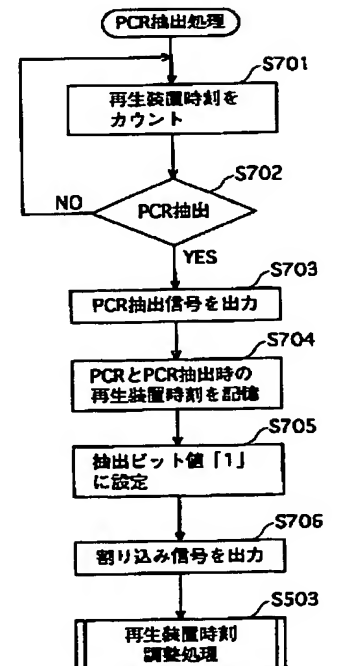 PCR抽出処理
S701
再生装置時刻を
カウント
S702
NO
PCR抽出
YES
S703
PCR抽出信号を出力
S704
PCRとPCR抽出時の
再生装置時刻を記憶
S705
抽出ビット値「1」
に設定
S706
割り込み信号を出力
S503
再生装置時刻
調整処理